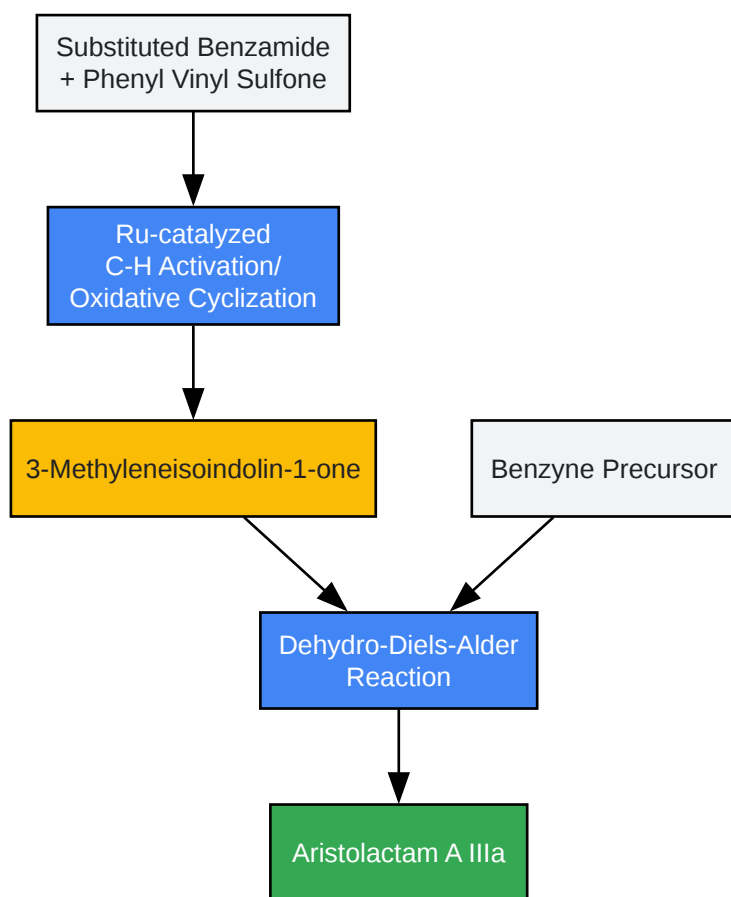 Substituted Benzamide
+ Phenyl Vinyl Sulfone
Ru-catalyzed
C-H Activation/
Oxidative Cyclization
3-Methyleneisoindolin-1-one
Benzyne Precursor
Dehydro-Diels-Alder
Reaction
Aristolactam A IIIa